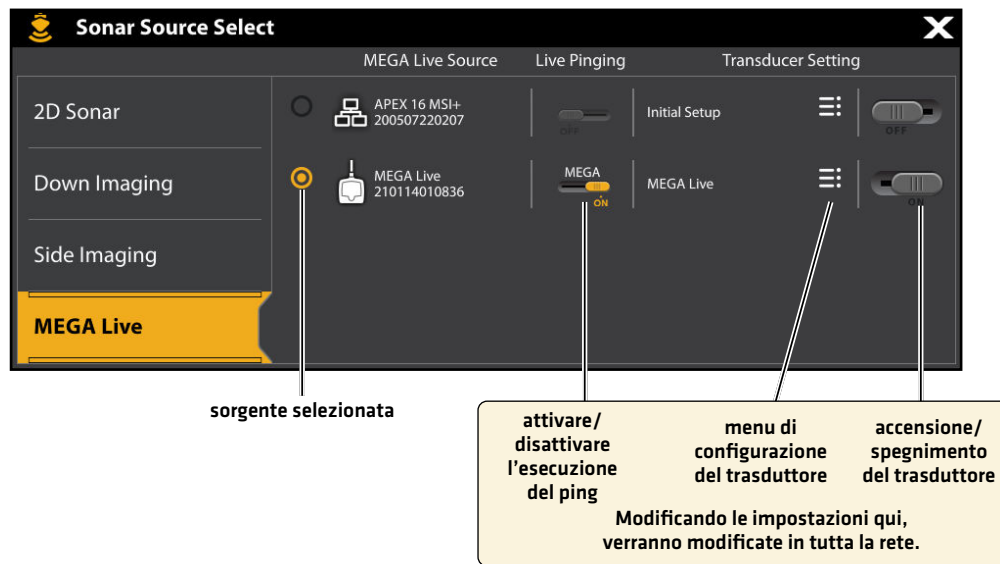 Sonar Source Select
X
MEGA Live Source
Live Pinging
Transducer Setting
2D Sonar
APEX 16 MSI+
200507220207
OFF
Initial Setup
OFF
Down Imaging
MEGA Live
210114010836
MEGA
ON
MEGA Live
ON
Side Imaging
MEGA Live
sorgente selezionata
attivare/
disattivare
l'esecuzione
del ping
menu di
configurazione
del trasduttore
accensione/
spegnimento
del trasduttore
Modificando le impostazioni qui,
verranno modificate in tutta la rete.